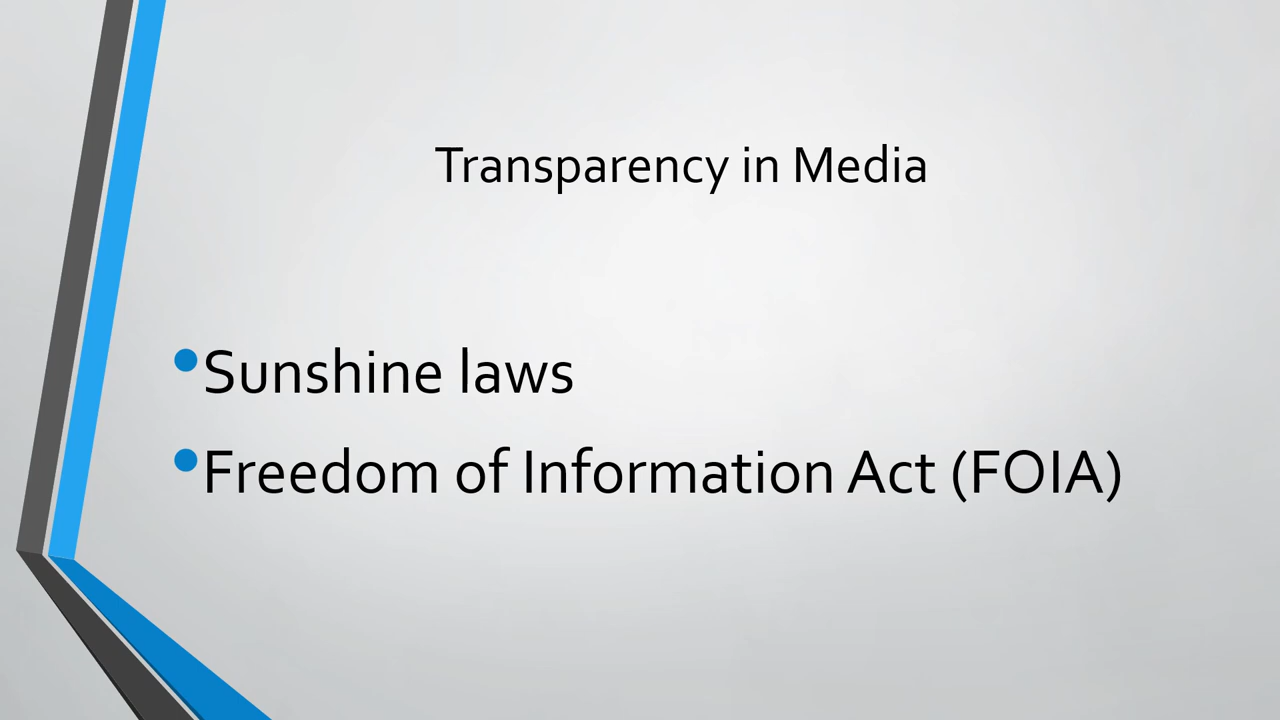 Transparency in Media
•Sunshine laws
•Freedom of Information Act (FOIA)